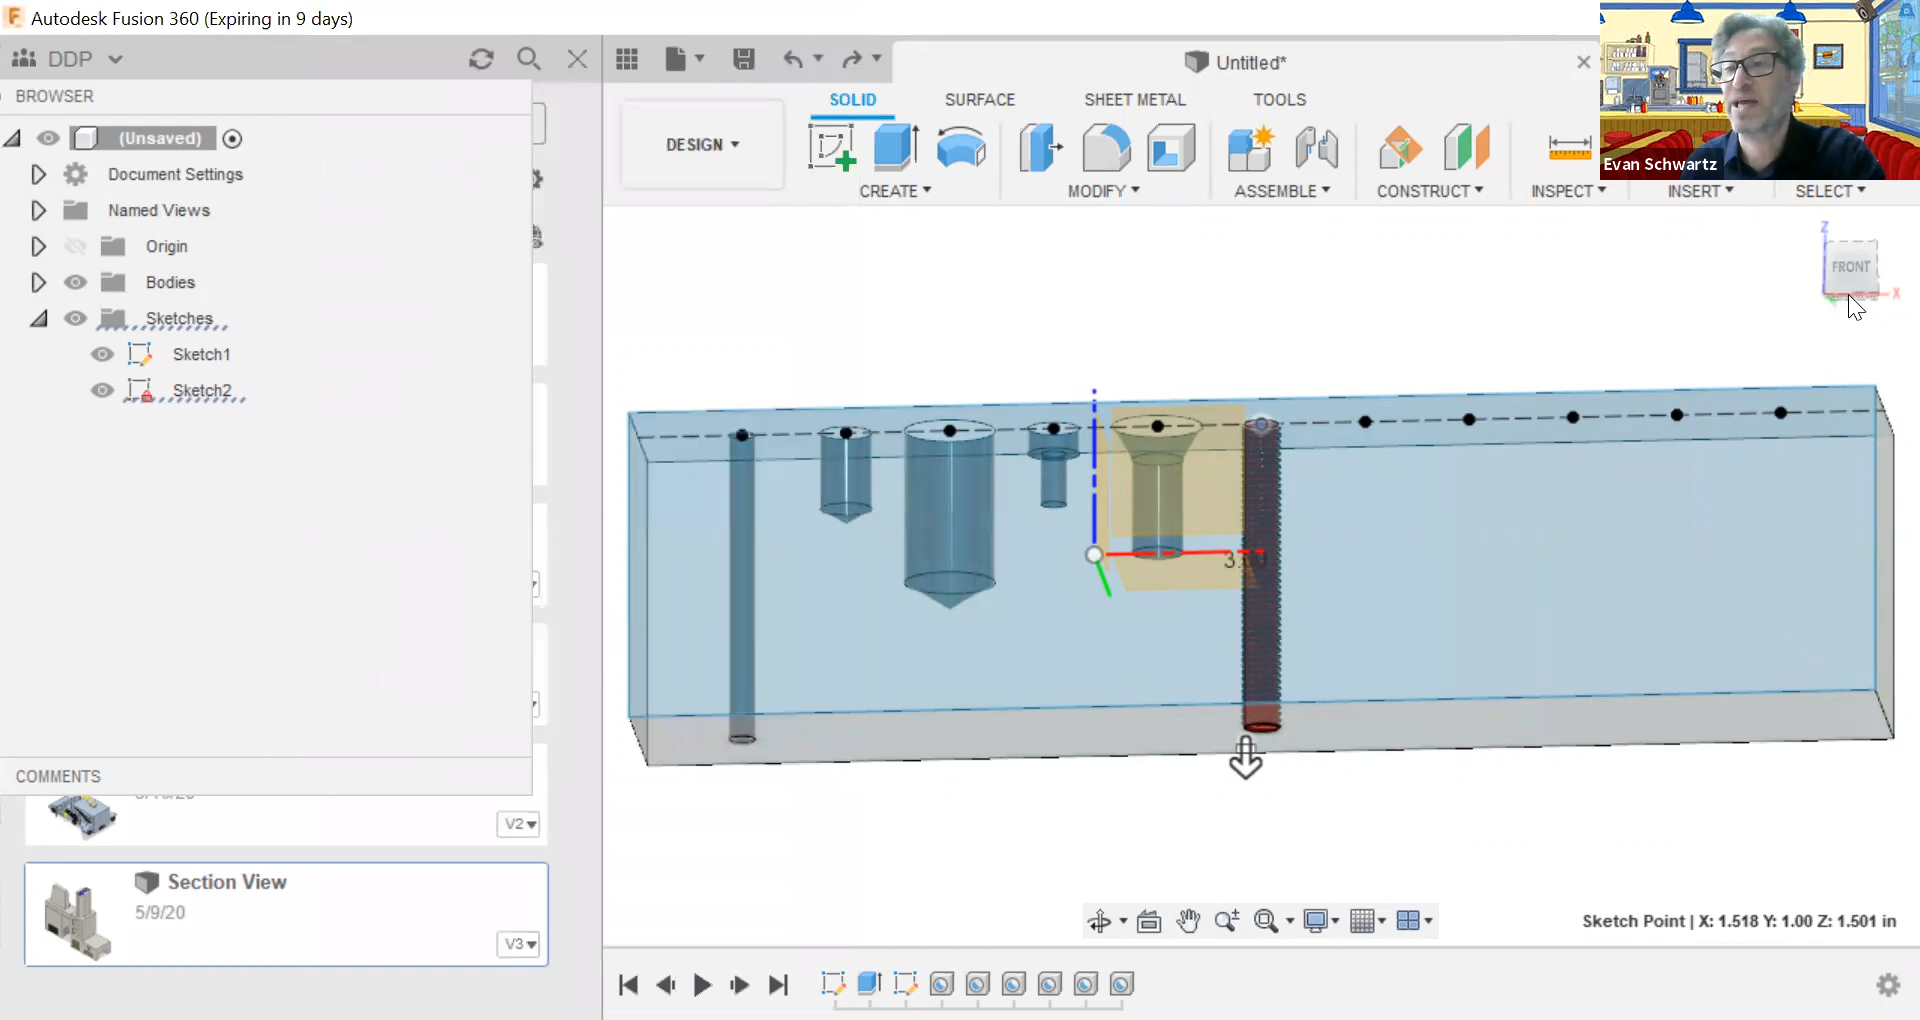 Autodesk Fusion 360 (Expiring in 9 days)
DDP
Untitled*
BROWSER
SOLID SURFACE SHEET METAL TOOLS
(Unsaved)
DESIGN ▾
Evan Schwartz
Document Settings
CREATE ▾ MODIFY ▾ ASSEMBLE ▾ CONSTRUCT ▾ INSPECT ▾ INSERT ▾ SELECT ▾
Named Views
Origin
Z
FRONT
X
Bodies
Sketches
Sketch1
Sketch2
COMMENTS
V2▾
Section View
5/9/20
V3▾
Sketch Point | X: 1.518 Y: 1.00 Z: 1.501 in